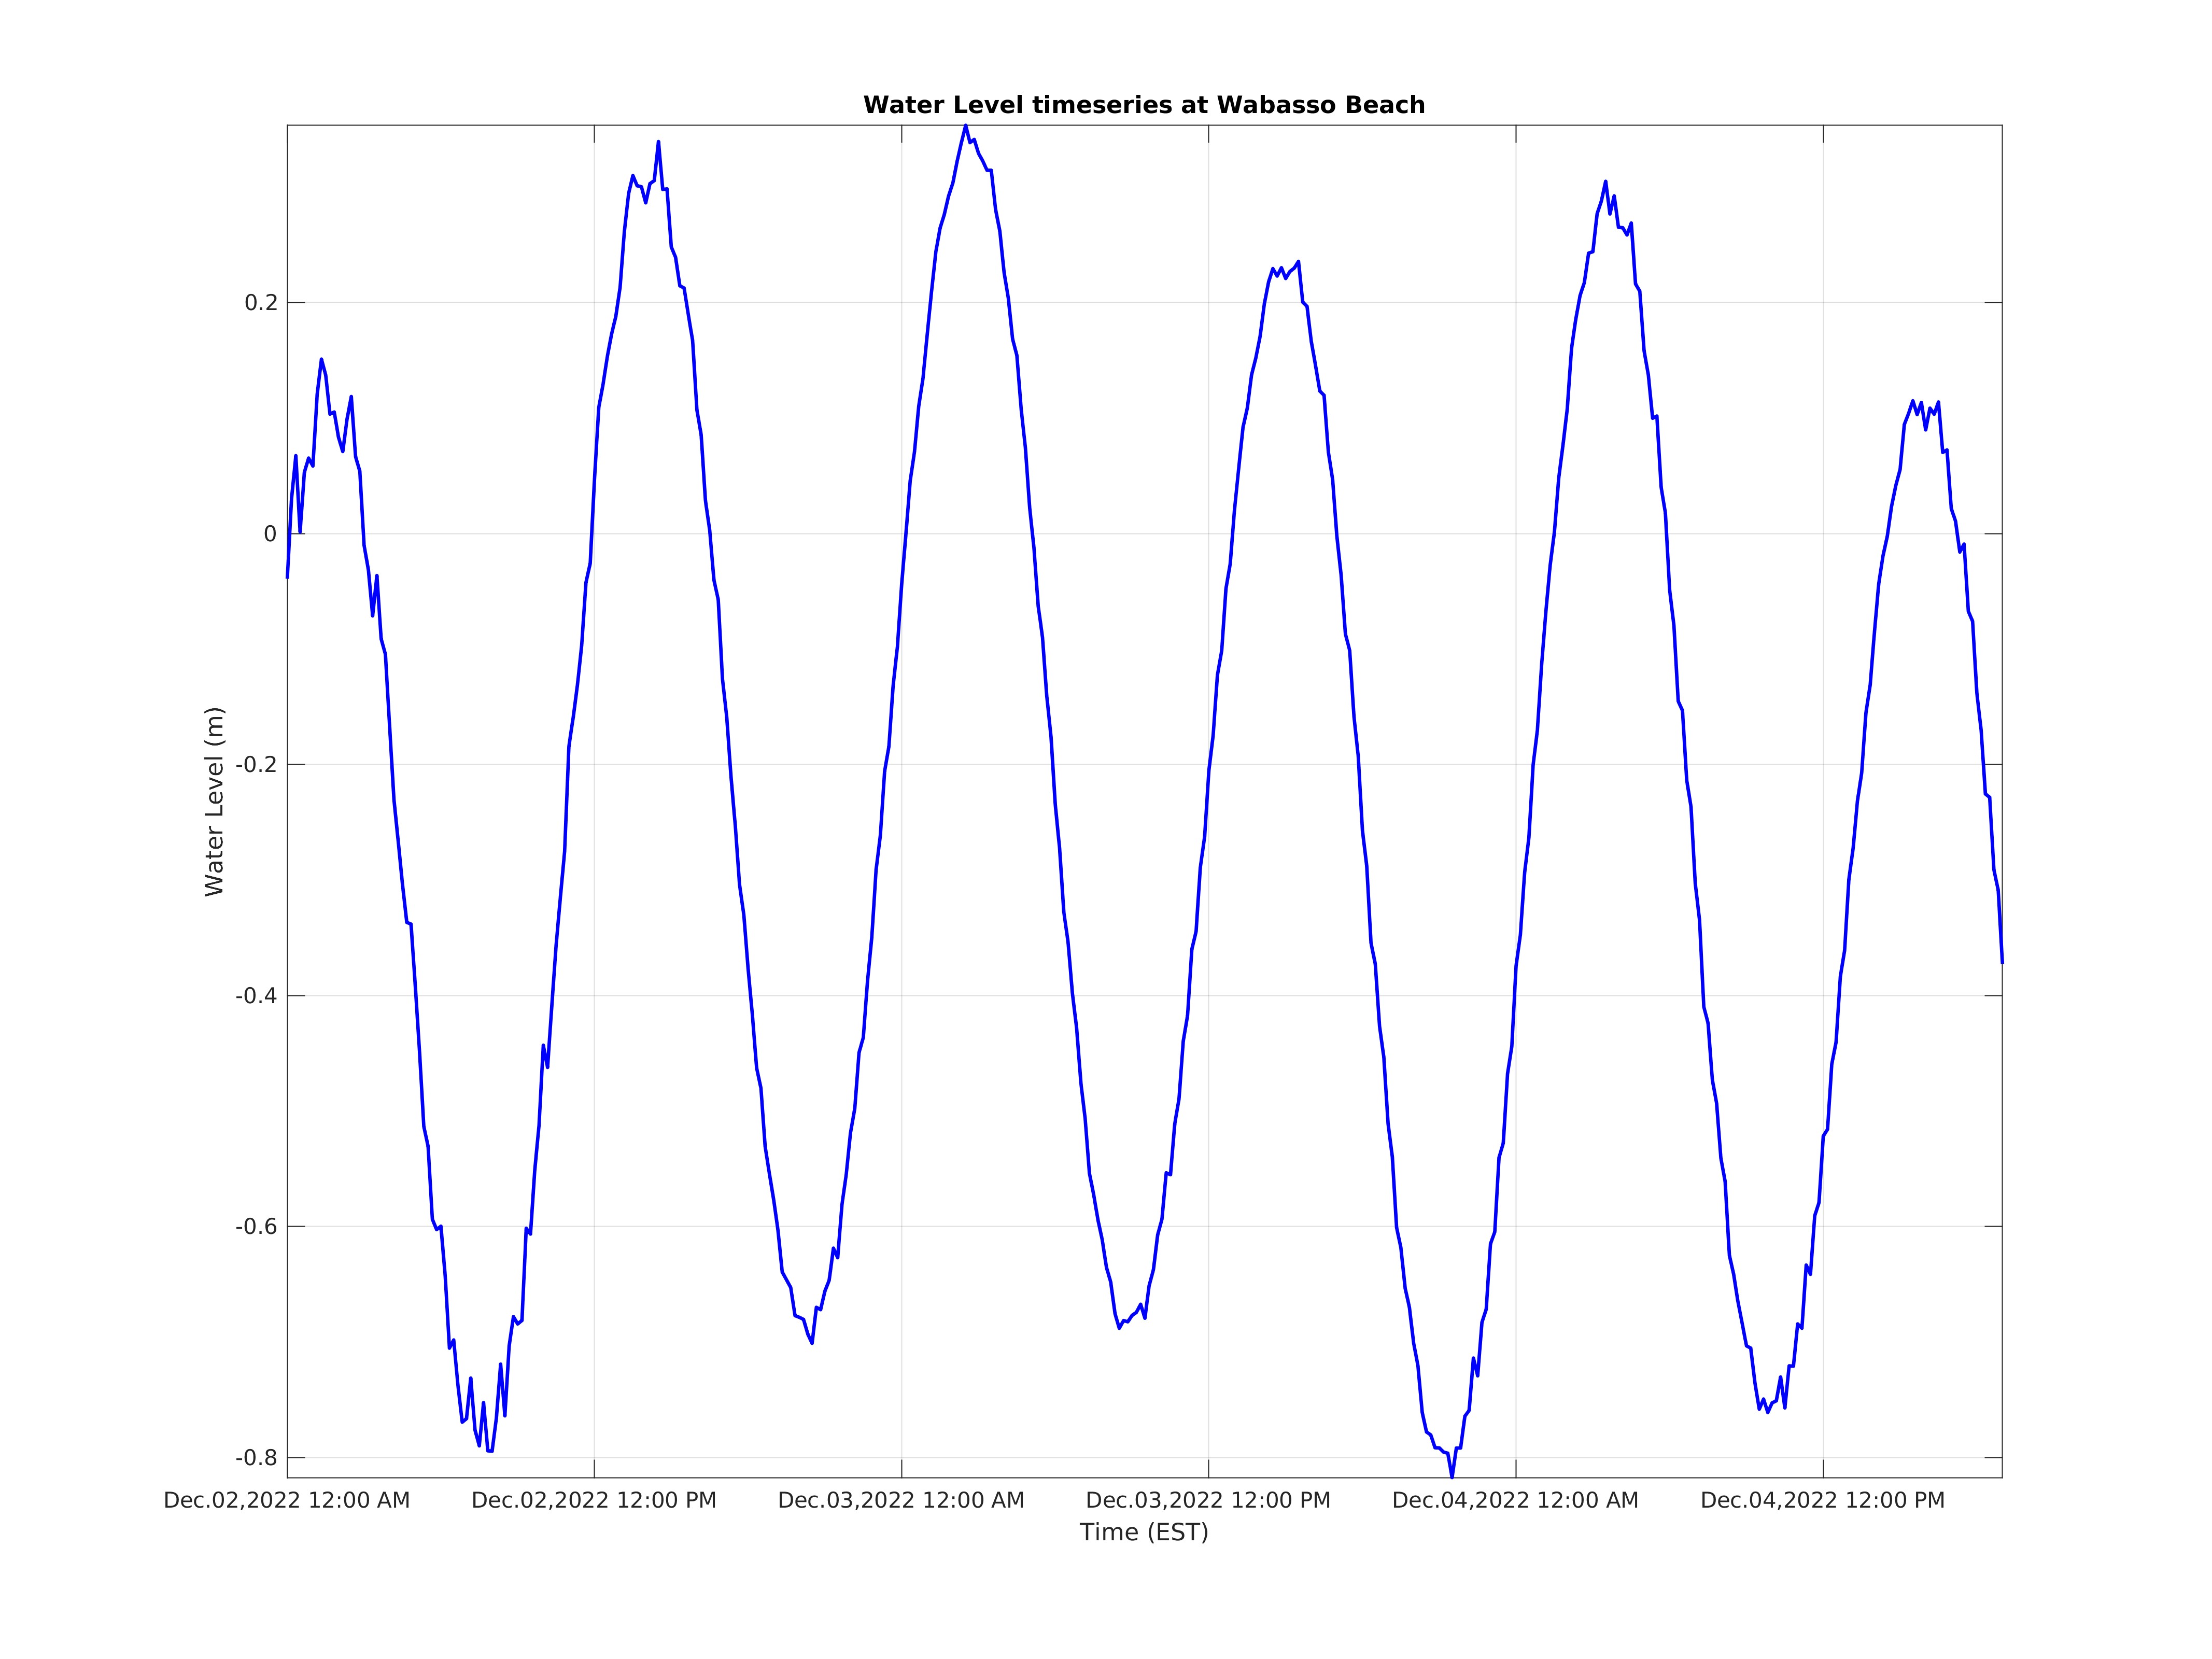 Water Level timeseries at Wabasso Beach
0.2
0
-0.2
-0.4
-0.6
-0.8
Water Level (m)
Dec.02,2022 12:00 AM
Dec.02,2022 12:00 PM
Dec.03,2022 12:00 AM
Dec.03,2022 12:00 PM
Dec.04,2022 12:00 AM
Dec.04,2022 12:00 PM
Time (EST)